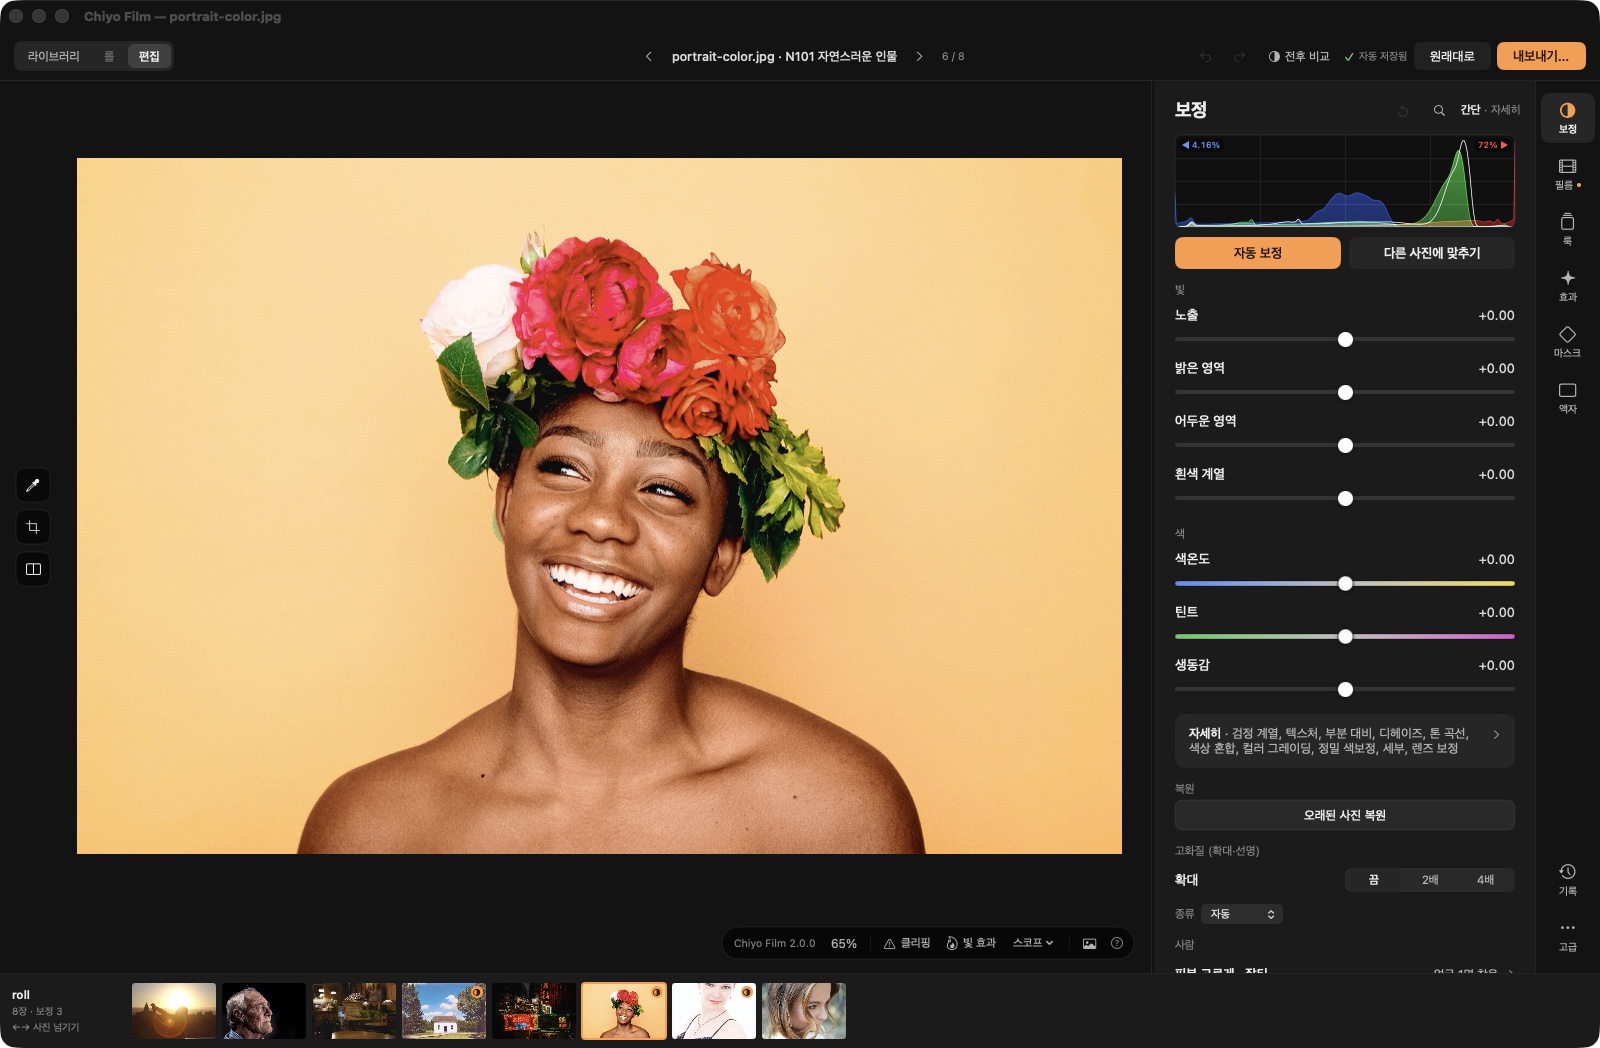 Chiyo Film — portrait-color.jpg
라이브러리 롤 편집
portrait-color.jpg · N101 자연스러운 인물 6 / 8
전후 비교 자동 저장됨 원래대로 내보내기...
보정 간단 · 자세히
4.16% 72%
자동 보정 다른 사진에 맞추기
빛
노출 +0.00
밝은 영역 +0.00
어두운 영역 +0.00
흰색 계열 +0.00
색
색온도 +0.00
틴트 +0.00
생동감 +0.00
자세히 · 검정 계열, 텍스처, 부분 대비, 디헤이즈, 톤 곡선,
색상 혼합, 컬러 그레이딩, 정밀 색보정, 세부, 렌즈 보정
복원
오래된 사진 복원
고화질 (확대·선명)
확대 끔 2배 4배
종류 자동
사람
보정
필름
룩
효과
마스크
액자
기록
고급
Chiyo Film 2.0.0 65% 클리핑 빛 효과 스코프
roll
8장 · 보정 3
←→ 사진 넘기기